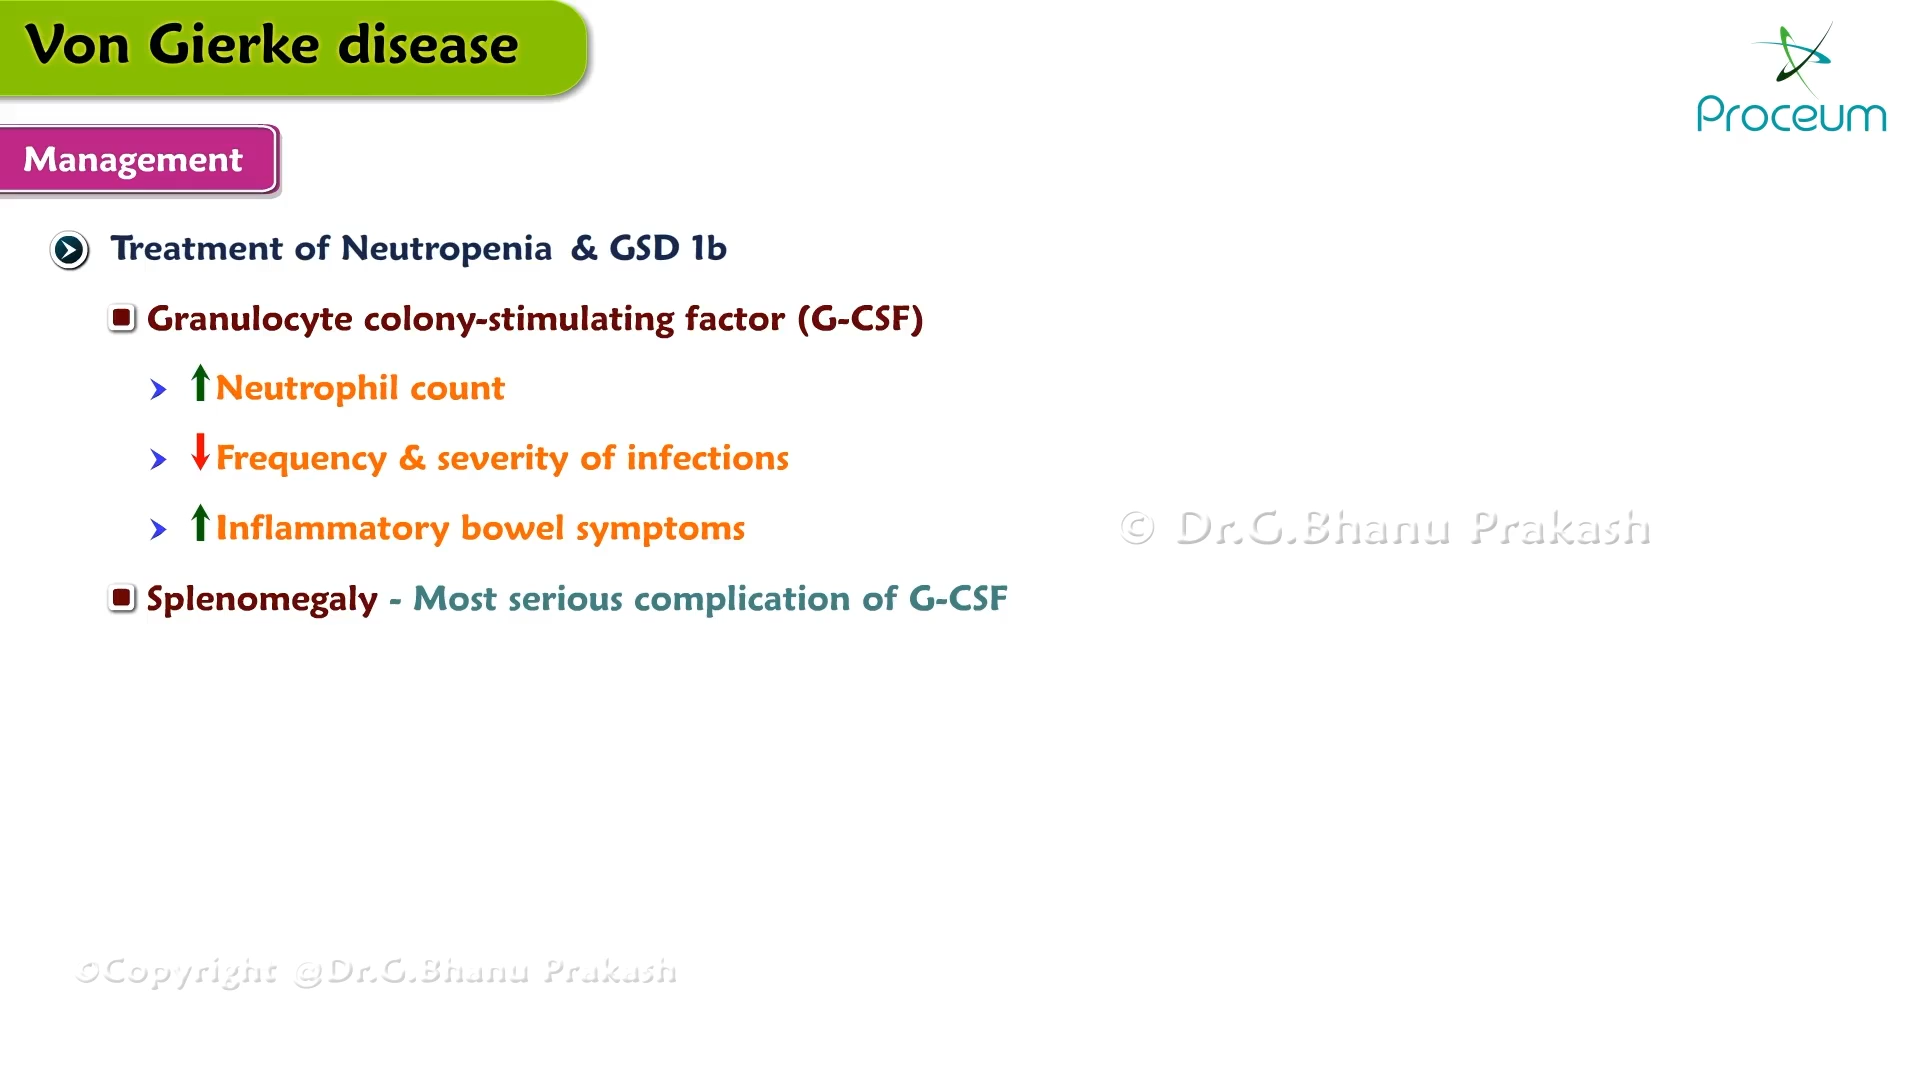 Von Gierke disease
Proceum
Management
Treatment of Neutropenia & GSD 1b
Granulocyte colony-stimulating factor (G-CSF)
↑ Neutrophil count
↓ Frequency & severity of infections
↑ Inflammatory bowel symptoms
© Dr.G.Bhanu Prakash
Splenomegaly - Most serious complication of G-CSF
©Copyright @Dr.G.Bhanu Prakash